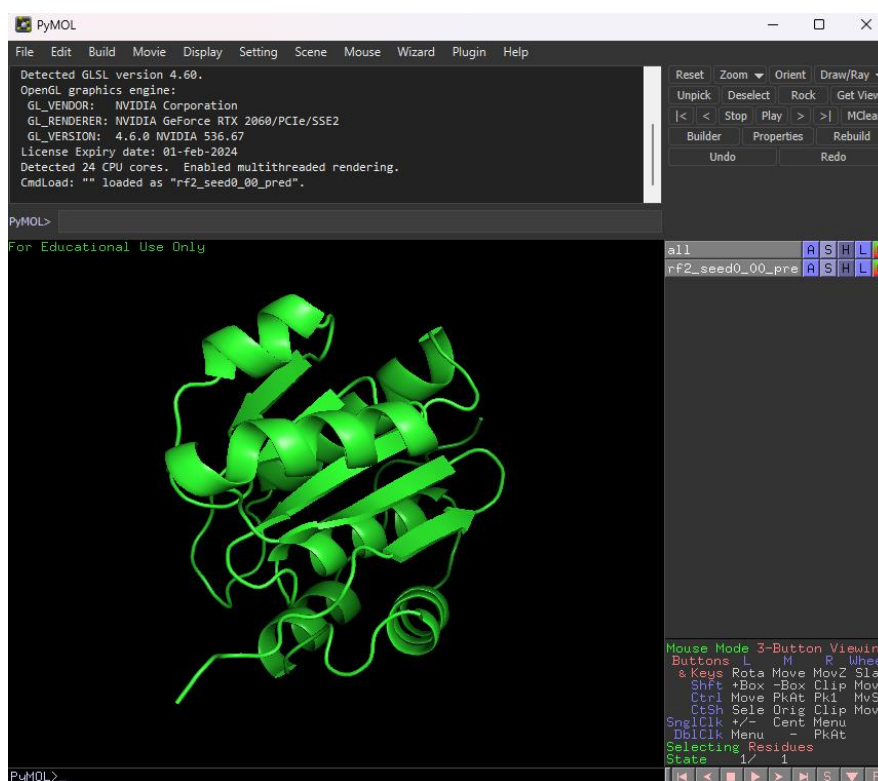 PyMOL
File Edit Build Movie Display Setting Scene Mouse Wizard Plugin Help
Detected GLSL version 4.60.
OpenGL graphics engine:
GL_VENDOR: NVIDIA Corporation
GL_RENDERER: NVIDIA GeForce RTX 2060/PCIe/SSE2
GL_VERSION: 4.6.0 NVIDIA 536.67
License Expiry date: 01-feb-2024
Detected 24 CPU cores. Enabled multithreaded rendering.
CmdLoad: "" loaded as "rf2_seed0_00_pred".
Reset Zoom Orient Draw/Ray
Unpick Deselect Rock Get View
|< < Stop Play > >| MClea
Builder Properties Rebuild
Undo Redo
PyMOL>
For Educational Use Only
all A S H L
rf2_seed0_00_pre A S H L
Mouse Mode 3-Button Viewin
Buttons L M R Whee
& Keys Rota Move MovZ Sla
Shft +Box -Box Clip Mov
Ctrl Move PkAt Pk1 MvS
CtSh Sele Orig Clip Mov
SnglClk +/- Cent Menu
DblClk Menu - PkAt
Selecting Residues
State 1/ 1
PyMOL>_
S